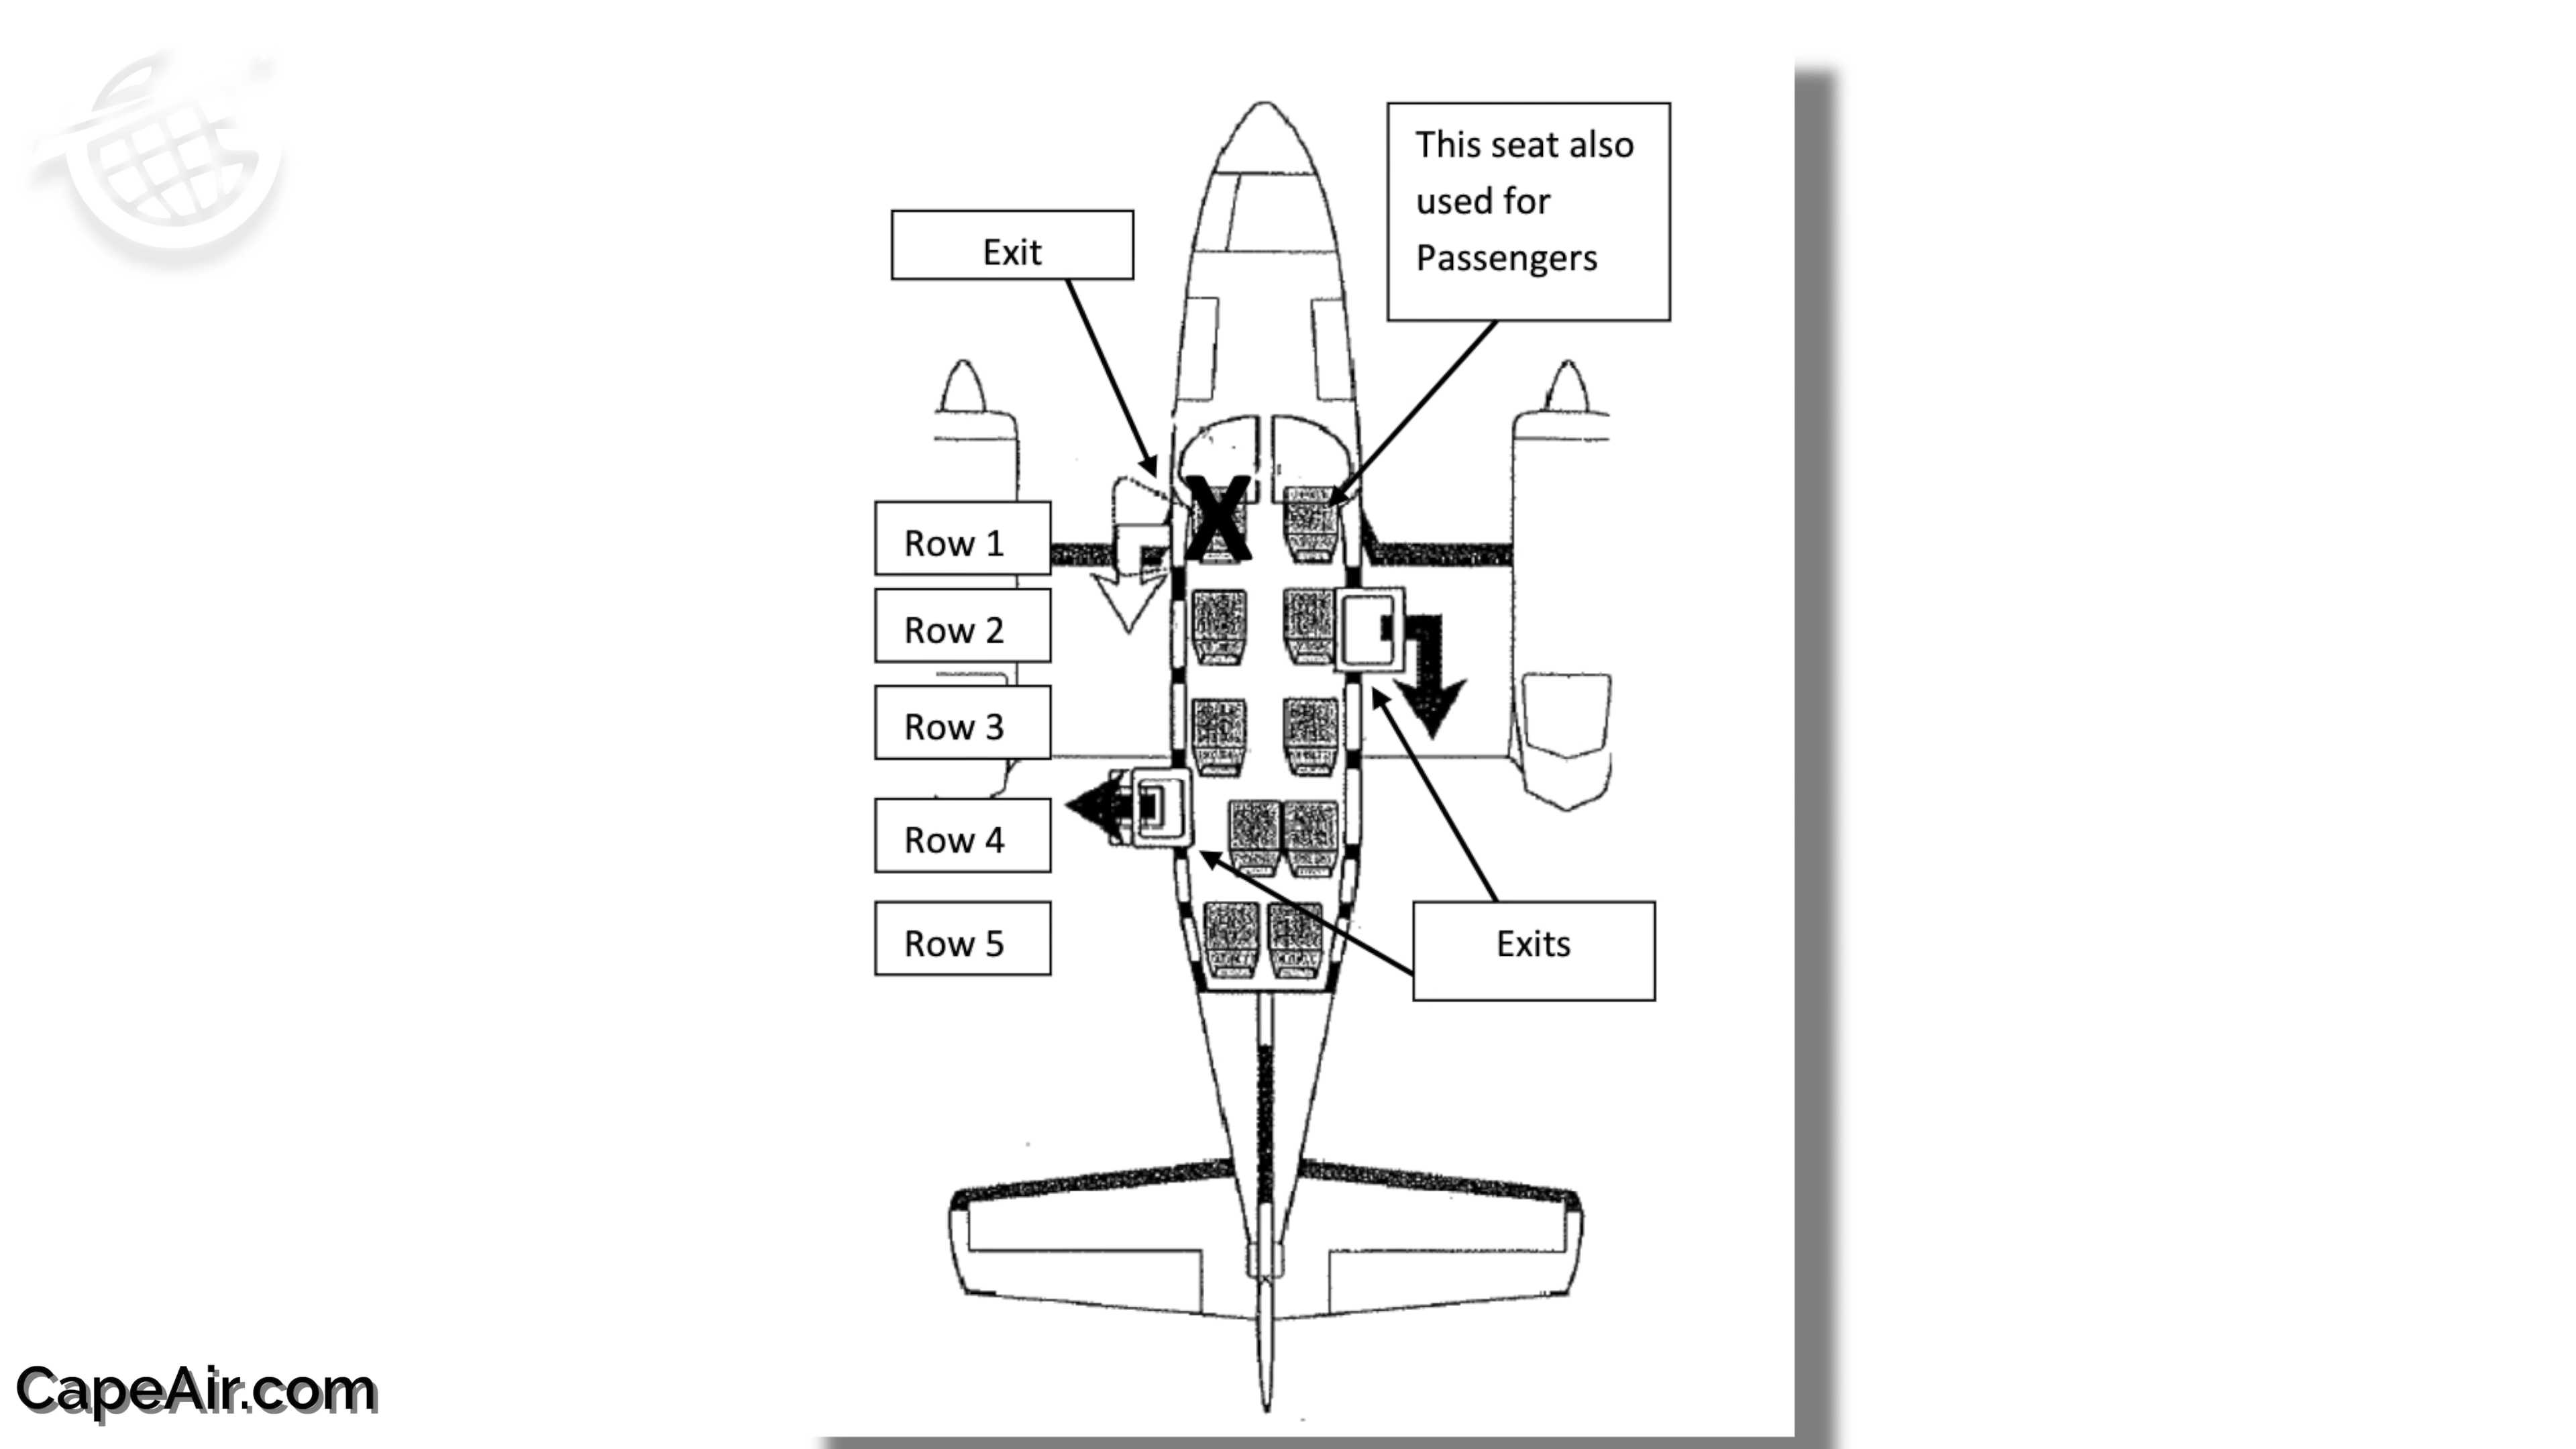 This seat also
used for
Passengers
Exit
X
Row 1
Row 2
Row 3
Row 4
Row 5
Exits
CapeAir.com